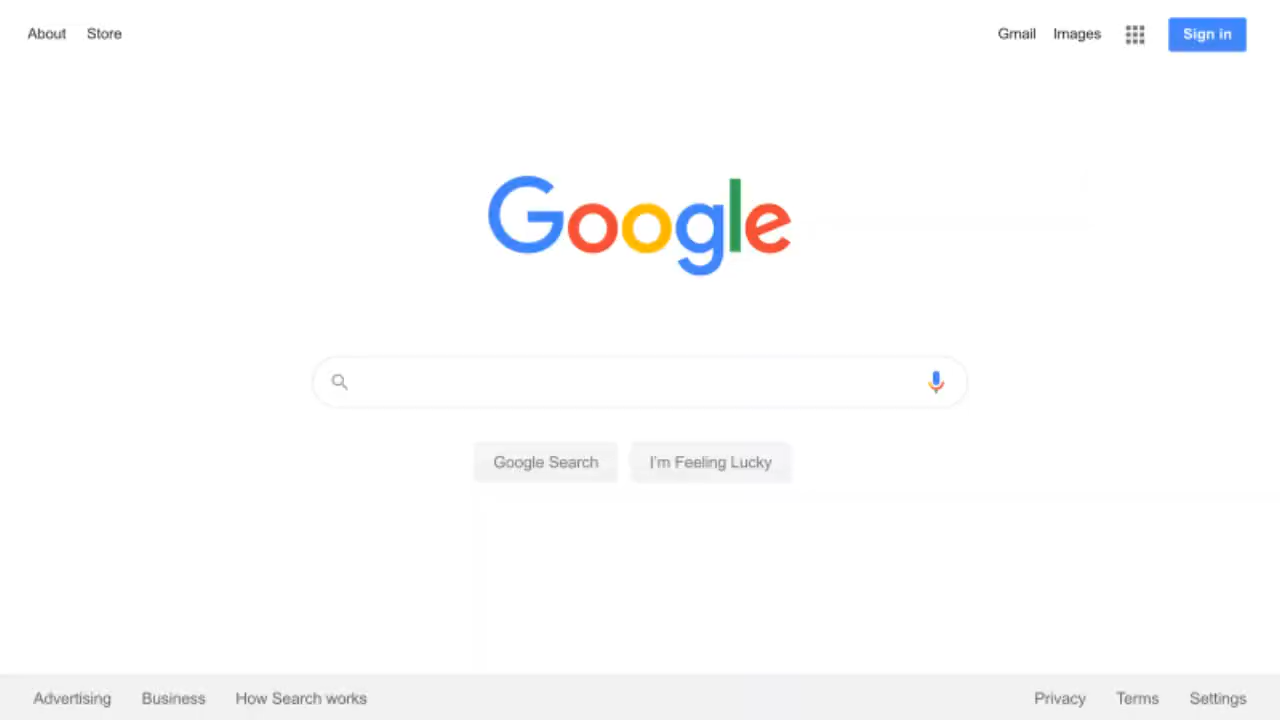 About Store Gmail Images Sign in
Google
Google Search I'm Feeling Lucky
Advertising Business How Search works Privacy Terms Settings